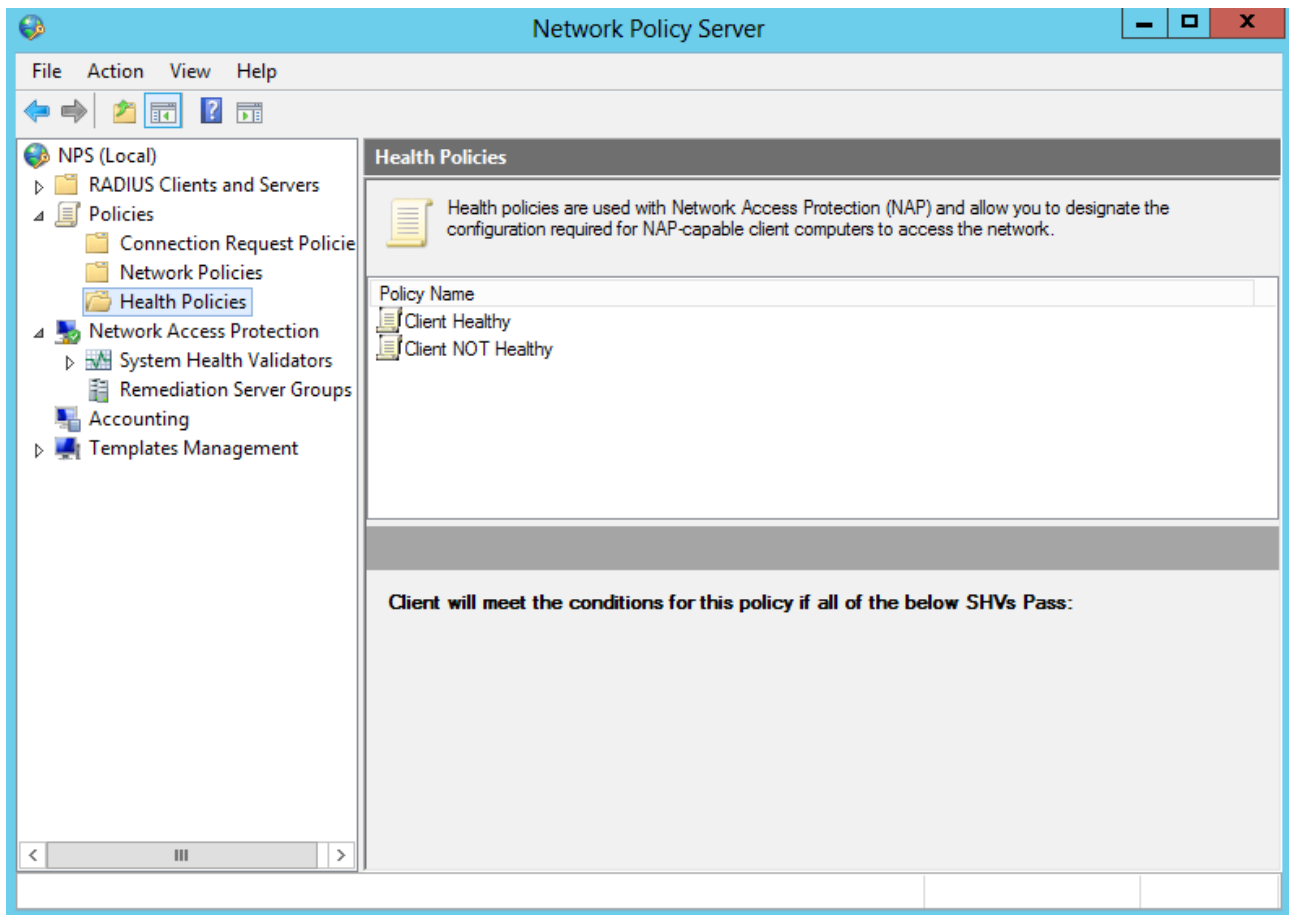 Network Policy Server
File Action View Help
NPS (Local)
RADIUS Clients and Servers
Policies
Connection Request Policie
Network Policies
Health Policies
Network Access Protection
System Health Validators
Remediation Server Groups
Accounting
Templates Management
Health Policies
Health policies are used with Network Access Protection (NAP) and allow you to designate the
configuration required for NAP-capable client computers to access the network.
Policy Name
Client Healthy
Client NOT Healthy
Client will meet the conditions for this policy if all of the below SHVs Pass: